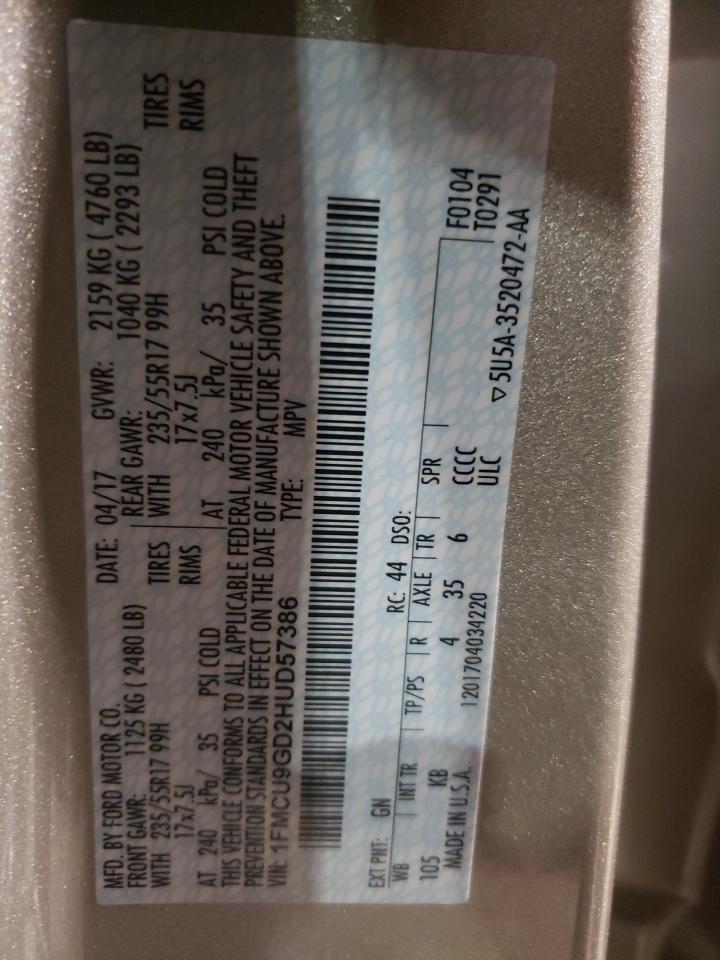 MFD. BY FORD MOTOR CO. DATE: 04/17 GVWR: 2159 KG ( 4760 LB)
FRONT GAWR: 1125 KG ( 2480 LB) REAR GAWR: 1040 KG ( 2293 LB)
WITH 235/55R17 99H TIRES WITH 235/55R17 99H TIRES
17x7.5J RIMS 17x7.5J RIMS
AT 240 kPa/ 35 PSI COLD AT 240 kPa/ 35 PSI COLD
THIS VEHICLE CONFORMS TO ALL APPLICABLE FEDERAL MOTOR VEHICLE SAFETY AND THEFT
PREVENTION STANDARDS IN EFFECT ON THE DATE OF MANUFACTURE SHOWN ABOVE.
VIN: 1FMCU9GD2HUD57386 TYPE: MPV
EXT PNT: GN RC: 44 DSO: F0104
WB INT TR TP/PS R AXLE TR SPR T0291
105 KB 4 35 6 CCCC
MADE IN U.S.A. 1201704034220 ULC ▽5U5A-3520472-AA